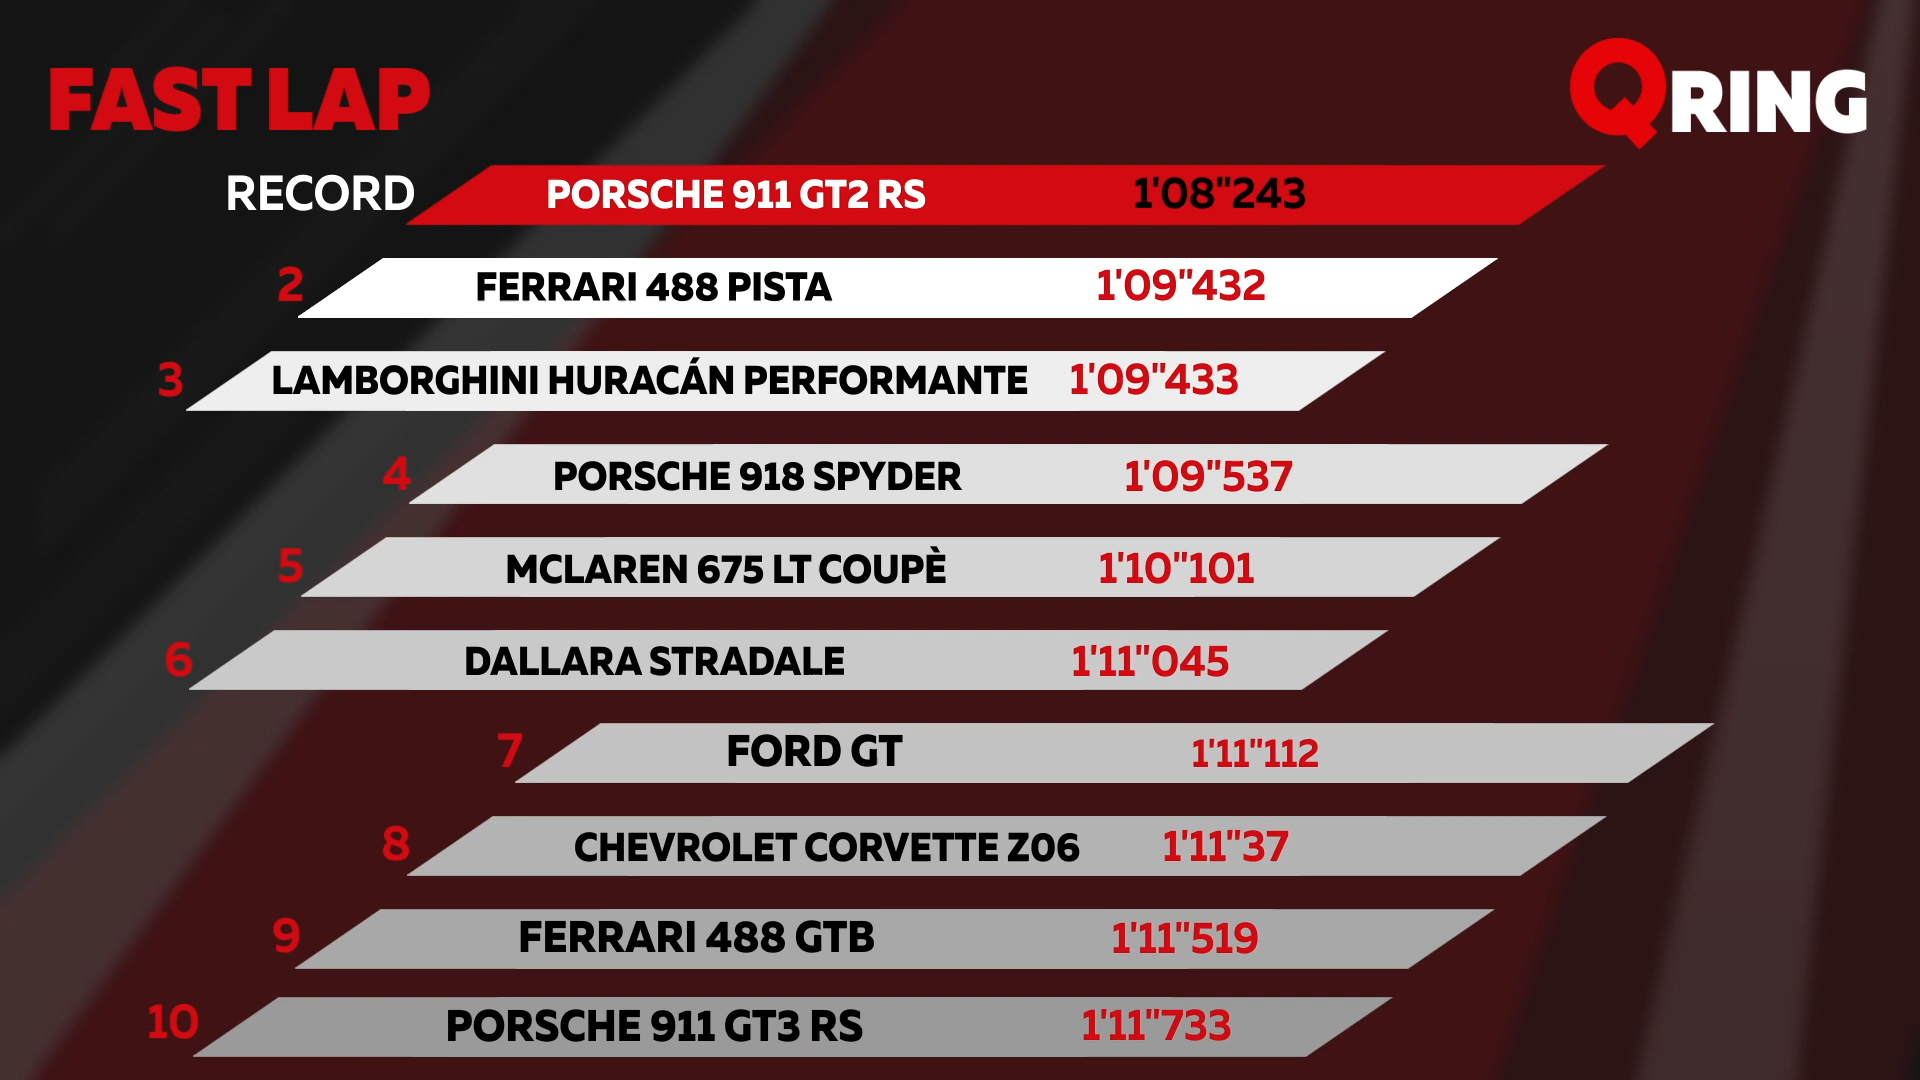 FAST LAP
QRING
RECORD PORSCHE 911 GT2 RS 1'08"243
2 FERRARI 488 PISTA 1'09"432
3 LAMBORGHINI HURACÁN PERFORMANTE 1'09"433
4 PORSCHE 918 SPYDER 1'09"537
5 MCLAREN 675 LT COUPÈ 1'10"101
6 DALLARA STRADALE 1'11"045
7 FORD GT 1'11"112
8 CHEVROLET CORVETTE Z06 1'11"37
9 FERRARI 488 GTB 1'11"519
10 PORSCHE 911 GT3 RS 1'11"733